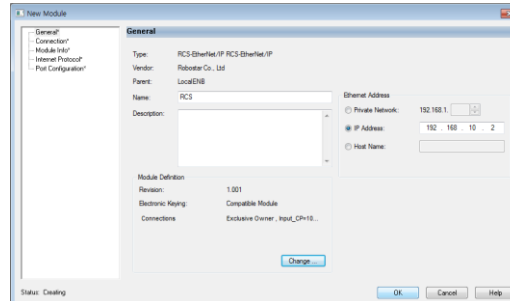 New Module
General*
Connection*
Module Info*
Internet Protocol*
Port Configuration*
General
Type: RCS-EtherNet/IP RCS-EtherNet/IP
Vendor: Robostar Co., Ltd
Parent: LocalENB
Name: RCS
Description:
Ethernet Address
Private Network: 192.168.1.
IP Address: 192 . 168 . 10 . 2
Host Name:
Module Definition
Revision: 1.001
Electronic Keying: Compatible Module
Connections Exclusive Owner , Input_CP=10...
Change ...
Status: Creating
OK Cancel Help